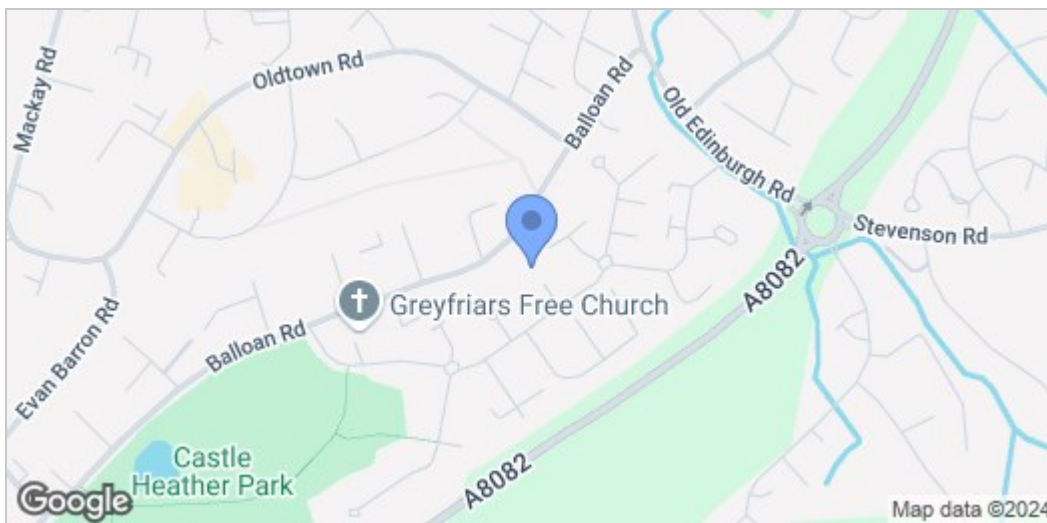 Mackay Rd
Oldtown Rd
Balloan Rd
Old Edinburgh Rd
Stevenson Rd
A8082
Greyfriars Free Church
Balloan Rd
Evan Barron Rd
Castle
Heather Park
A8082
Google
Map data ©2024